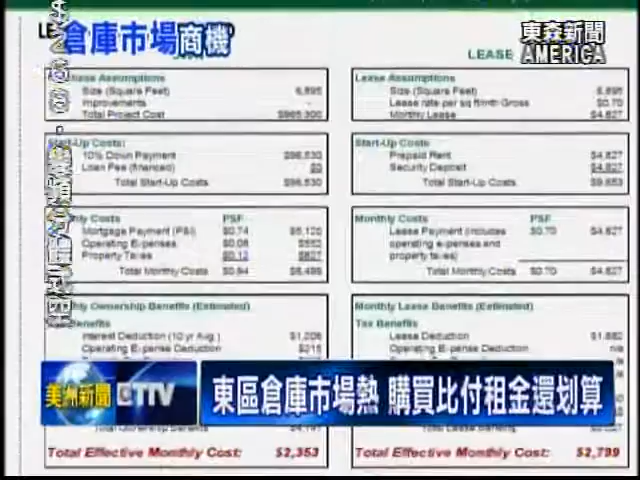 倉庫市場商機
東森新聞
AMERICA
LEASE
Assumptions
Size (Square Feet) 6,895
Improvements -
Total Project Cost $965,300
Lease Assumptions
Size (Square Feet) 6,895
Lease rate per sq ft/mth Gross $0.70
Monthly Lease $4,827
Start-Up Costs:
10% Down Payment $96,530
Loan Fee (financed) $0
Total Start-Up Costs $96,530
Start-Up Costs
Prepaid Rent $4,827
Security Deposit $4,827
Total Start-Up Costs $9,653
Costs PSF
Mortgage Payment (P&I) $0.74 $5,120
Operating Expenses $0.08 $552
Property Taxes $0.12 $827
Total Monthly Costs $0.94 $6,499
Monthly Costs PSF
Lease Payment (includes $0.70 $4,827
operating expenses and
property taxes)
Total Monthly Costs $0.70 $4,827
Ownership Benefits (Estimated)
Benefits
Interest Deduction (10 yr Avg.) $1,206
Operating Expense Deduction $215
Monthly Lease Benefits (Estimated)
Tax Benefits
Lease Deduction
Operating Expense Deduction n/a
美洲新聞
ETTV
東區倉庫市場熱 購買比付租金還划算
Total Effective Monthly Cost: $2,353
Total Effective Monthly Cost: $2,799